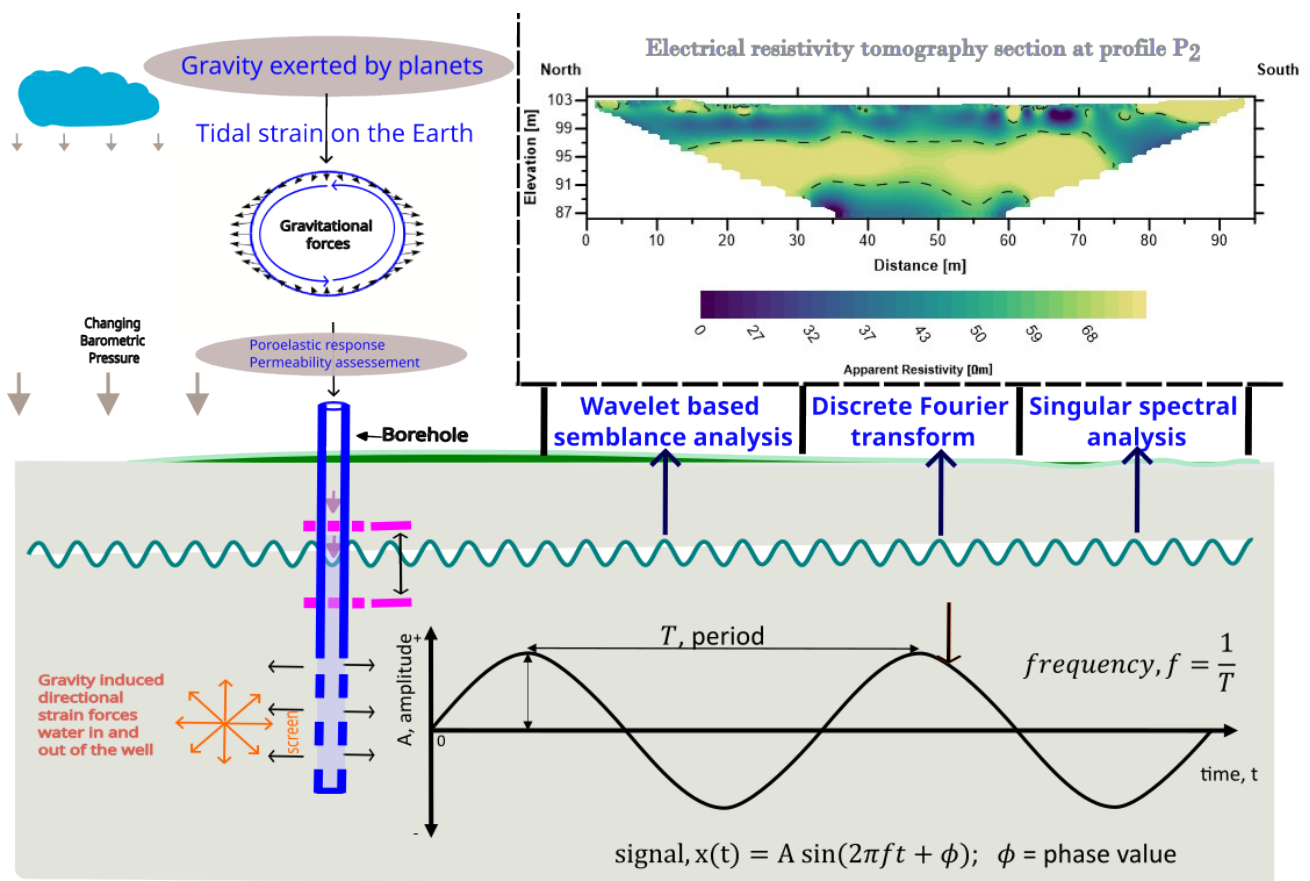 Gravity exerted by planets
Tidal strain on the Earth
Gravitational
forces
Changing
Barometric
Pressure
Poroelastic response
Permeability assessement
Borehole
Electrical resistivity tomography section at profile P₂
North
South
Elevation [m]
103
99
95
91
87
0 10 20 30 40 50 60 70 80 90
Distance [m]
0 27 32 37 43 50 59 68
Apparent Resistivity [Ωm]
Wavelet based
semblance analysis
Discrete Fourier
transform
Singular spectral
analysis
Gravity induced
directional
strain forces
water in and
out of the well
screen
A, amplitude
+
-
0
T, period
frequency, f = 1/T
time, t
signal, x(t) = A sin(2πft + ϕ); ϕ = phase value